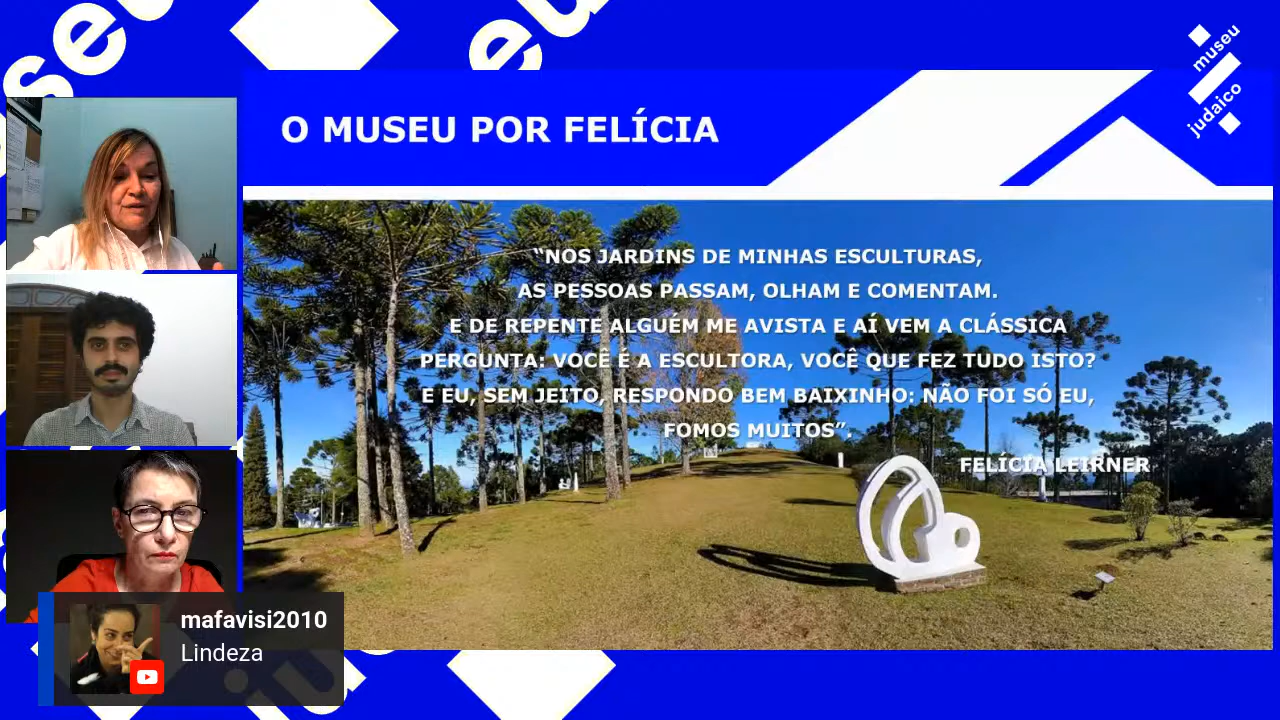 museu
judaico
O MUSEU POR FELÍCIA
“NOS JARDINS DE MINHAS ESCULTURAS,
AS PESSOAS PASSAM, OLHAM E COMENTAM.
E DE REPENTE ALGUÉM ME AVISTA E AÍ VEM A CLÁSSICA
PERGUNTA: VOCÊ É A ESCULTORA, VOCÊ QUE FEZ TUDO ISTO?
E EU, SEM JEITO, RESPONDO BEM BAIXINHO: NÃO FOI SÓ EU,
FOMOS MUITOS”.
FELÍCIA LEIRNER
mafavisi2010
Lindeza